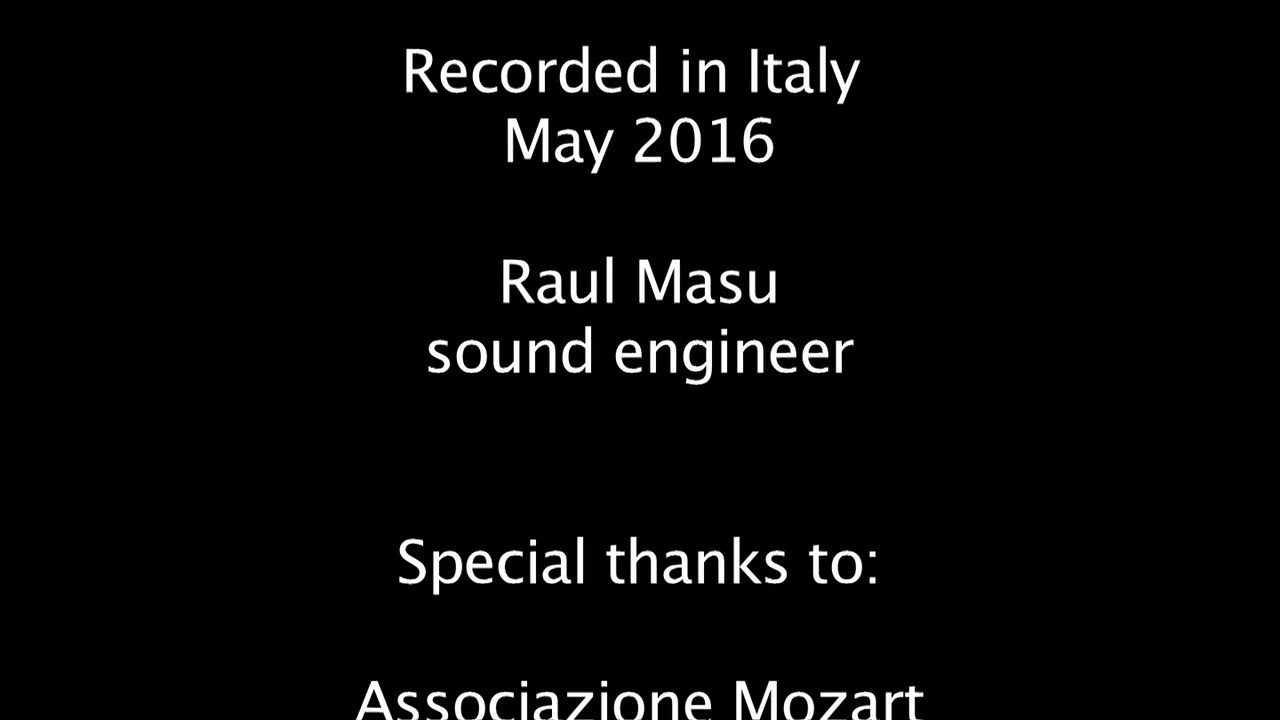 Recorded in Italy
May 2016
Raul Masu
sound engineer
Special thanks to:
Associazione Mozart